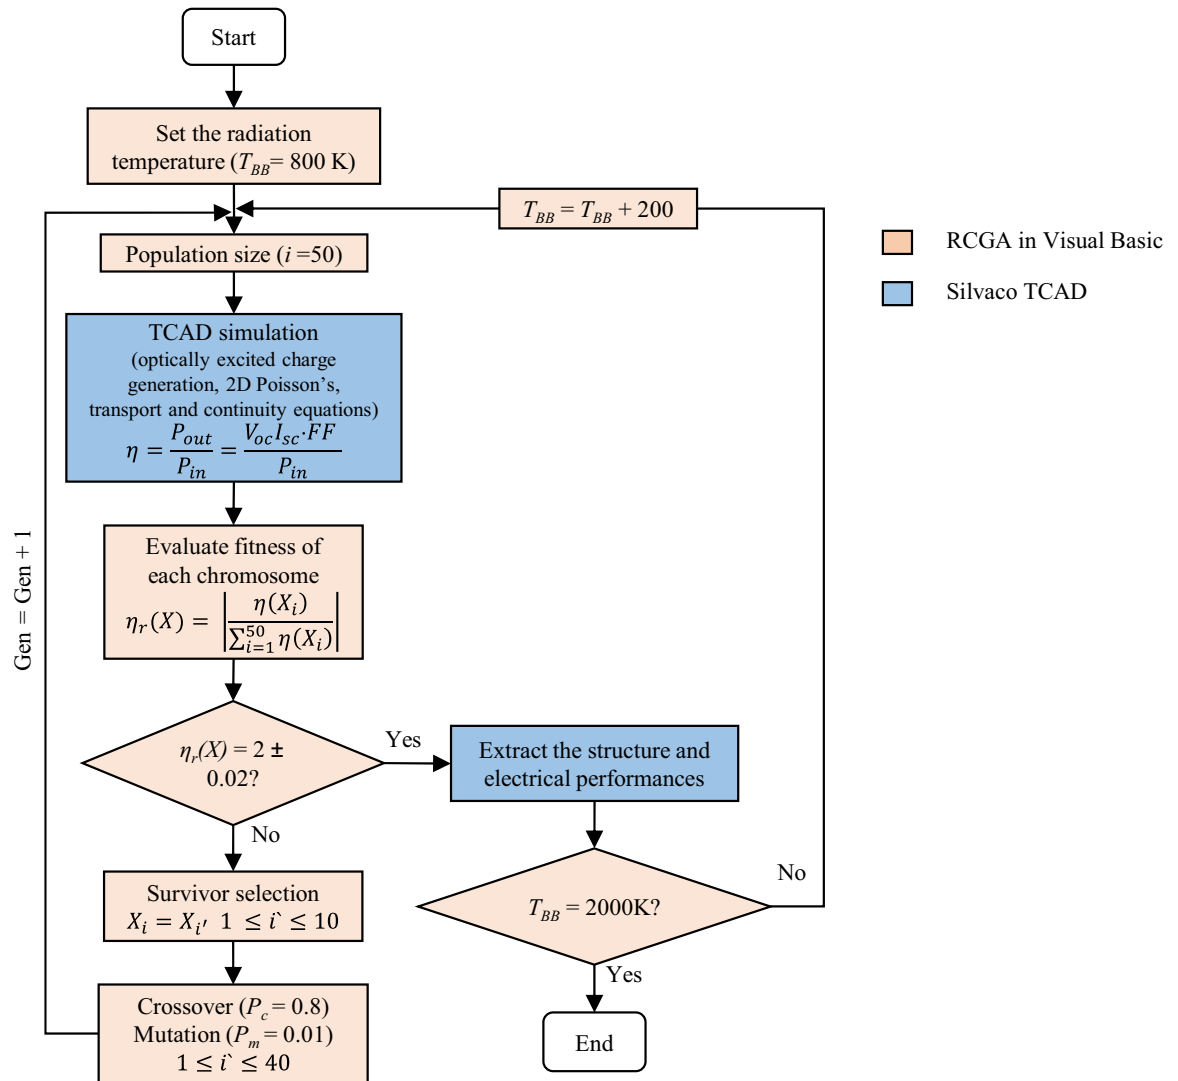 Start
Set the radiation
temperature (T_BB= 800 K)
T_BB = T_BB + 200
Population size (i =50)
RCGA in Visual Basic
Silvaco TCAD
TCAD simulation
(optically excited charge
generation, 2D Poisson's,
transport and continuity equations)
η = P_out/P_in = V_oc I_sc·FF/P_in
Gen = Gen + 1
Evaluate fitness of
each chromosome
η_r(X) = |η(X_i)/∑_{i=1}^{50} η(X_i)|
η_r(X) = 2 ±
0.02?
Yes
Extract the structure and
electrical performances
No
Survivor selection
X_i = X_i′ 1 ≤ i` ≤ 10
T_BB = 2000K?
No
Yes
Crossover (P_c = 0.8)
Mutation (P_m = 0.01)
1 ≤ i` ≤ 40
End